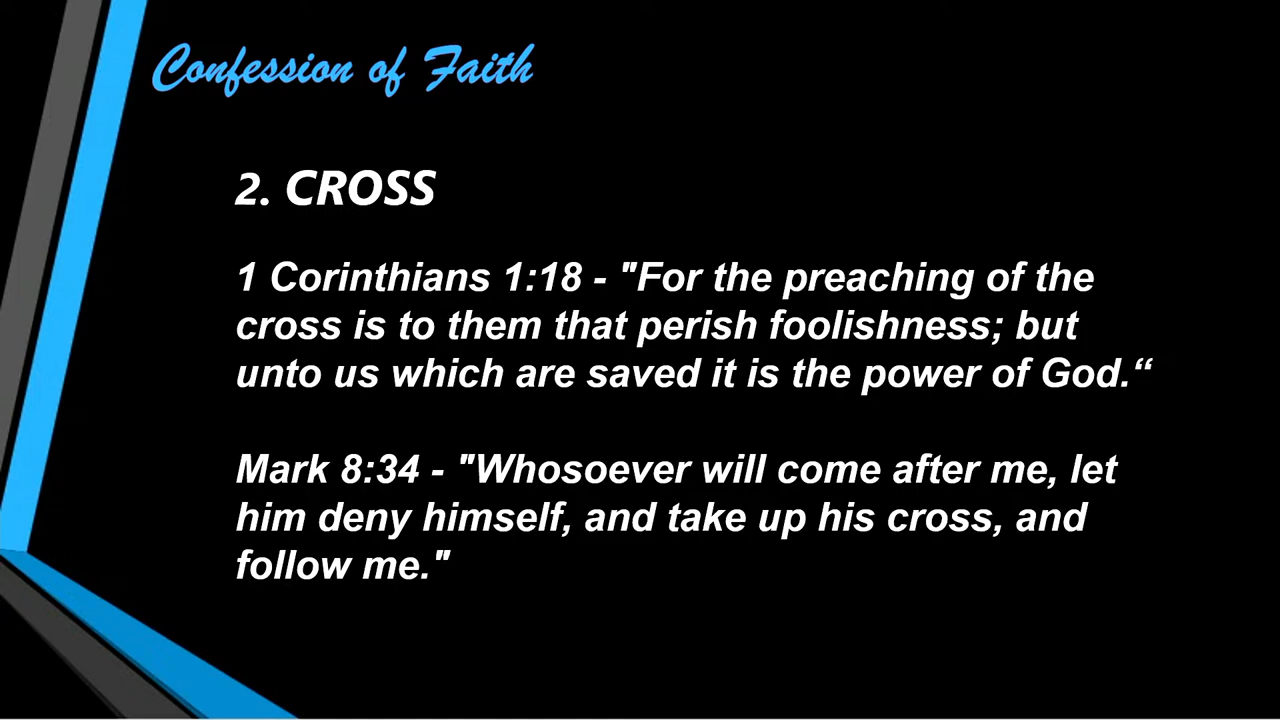 Confession of Faith
2. CROSS
1 Corinthians 1:18 - "For the preaching of the
cross is to them that perish foolishness; but
unto us which are saved it is the power of God.“
Mark 8:34 - "Whosoever will come after me, let
him deny himself, and take up his cross, and
follow me."